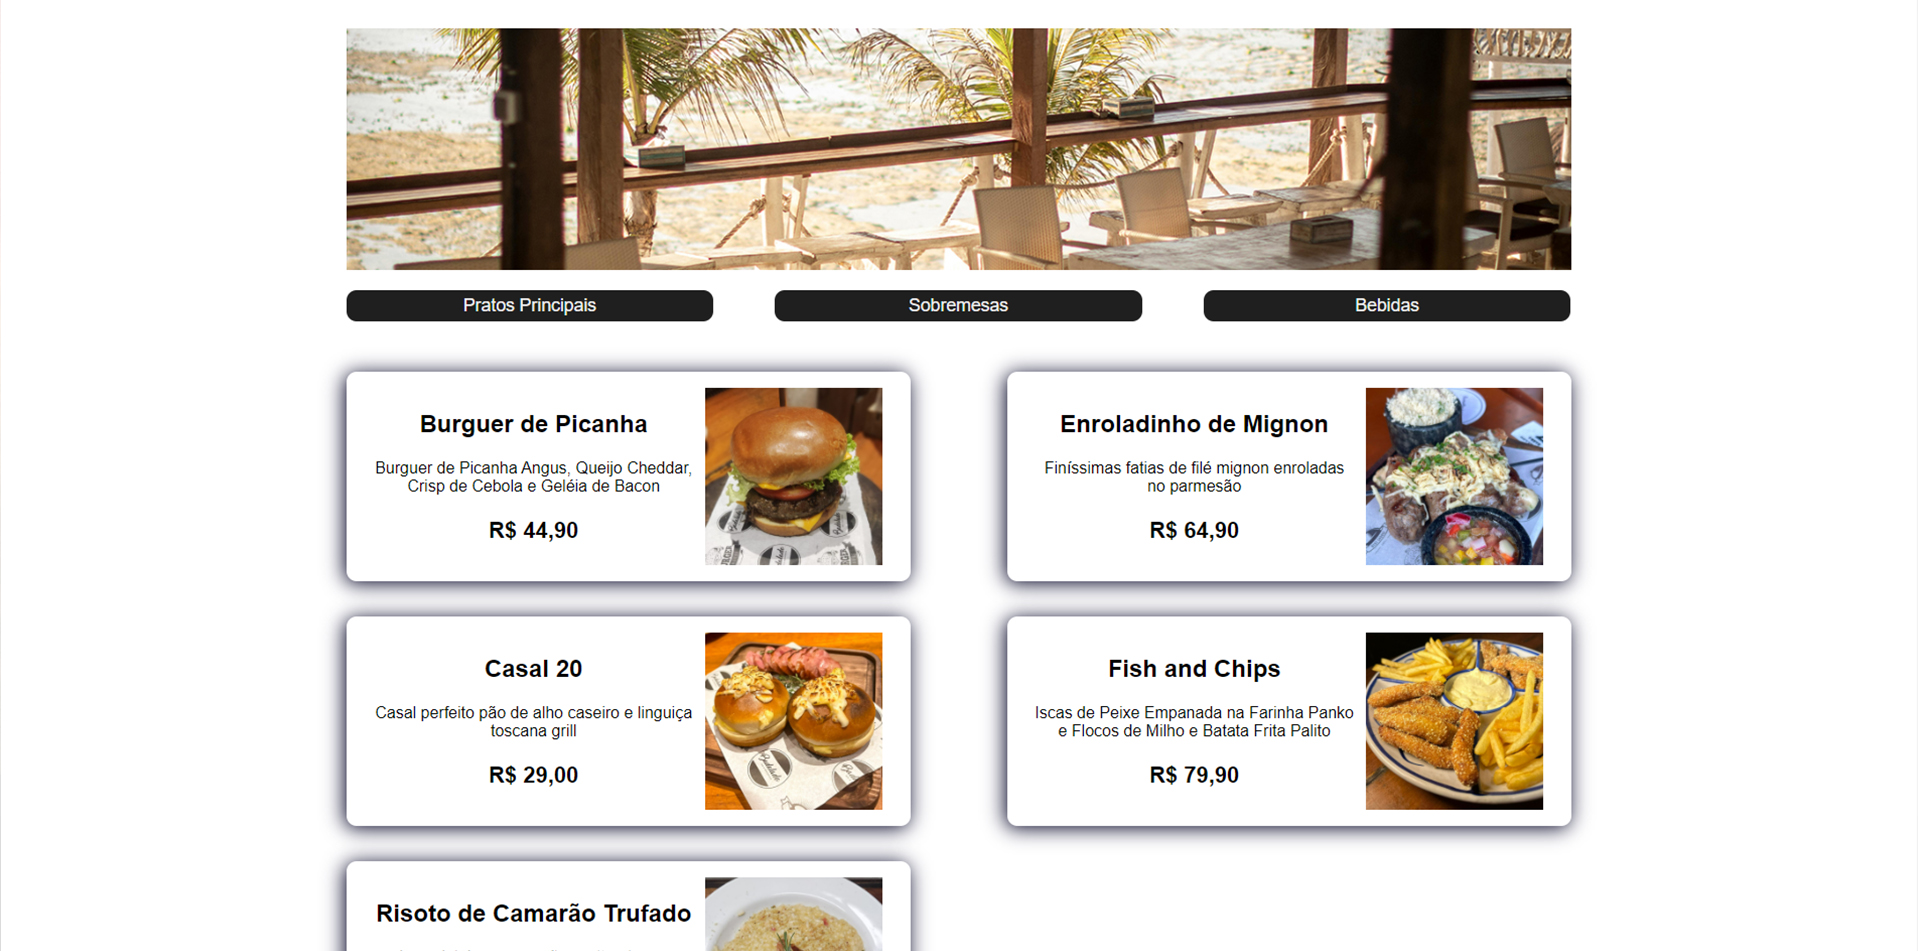 Pratos Principais
Sobremesas
Bebidas
Burguer de Picanha
Burguer de Picanha Angus, Queijo Cheddar,
Crisp de Cebola e Geléia de Bacon
R$ 44,90
Enroladinho de Mignon
Finíssimas fatias de filé mignon enroladas
no parmesão
R$ 64,90
Casal 20
Casal perfeito pão de alho caseiro e linguiça
toscana grill
R$ 29,00
Fish and Chips
Iscas de Peixe Empanada na Farinha Panko
e Flocos de Milho e Batata Frita Palito
R$ 79,90
Risoto de Camarão Trufado